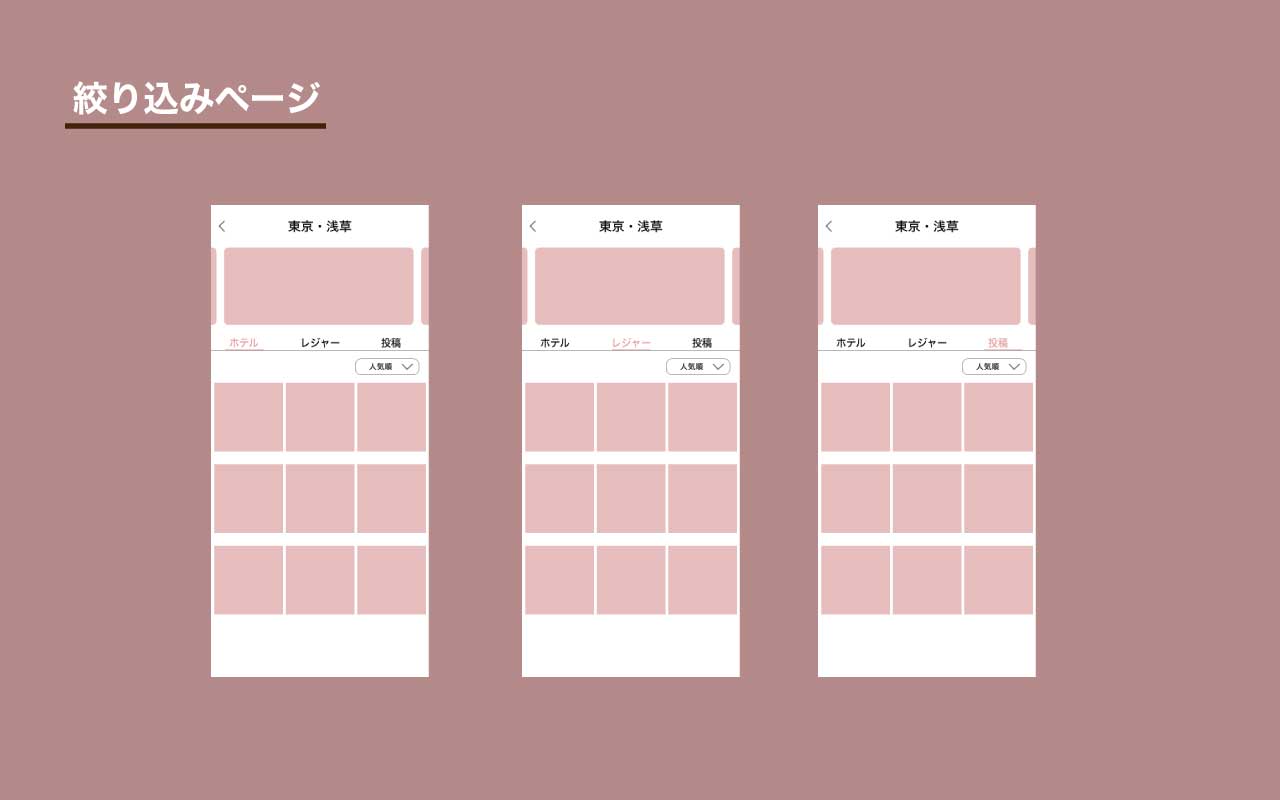 絞り込みページ
東京・浅草
ホテル レジャー 投稿
人気順
東京・浅草
ホテル レジャー 投稿
人気順
東京・浅草
ホテル レジャー 投稿
人気順